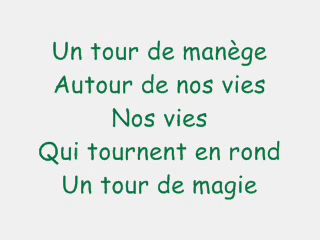 Un tour de manège
Autour de nos vies
Nos vies
Qui tournent en rond
Un tour de magie